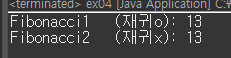 <terminated> ex04 [Java Application] C:\
Fibonacci1 (재귀o): 13
Fibonacci2 (재귀x): 13